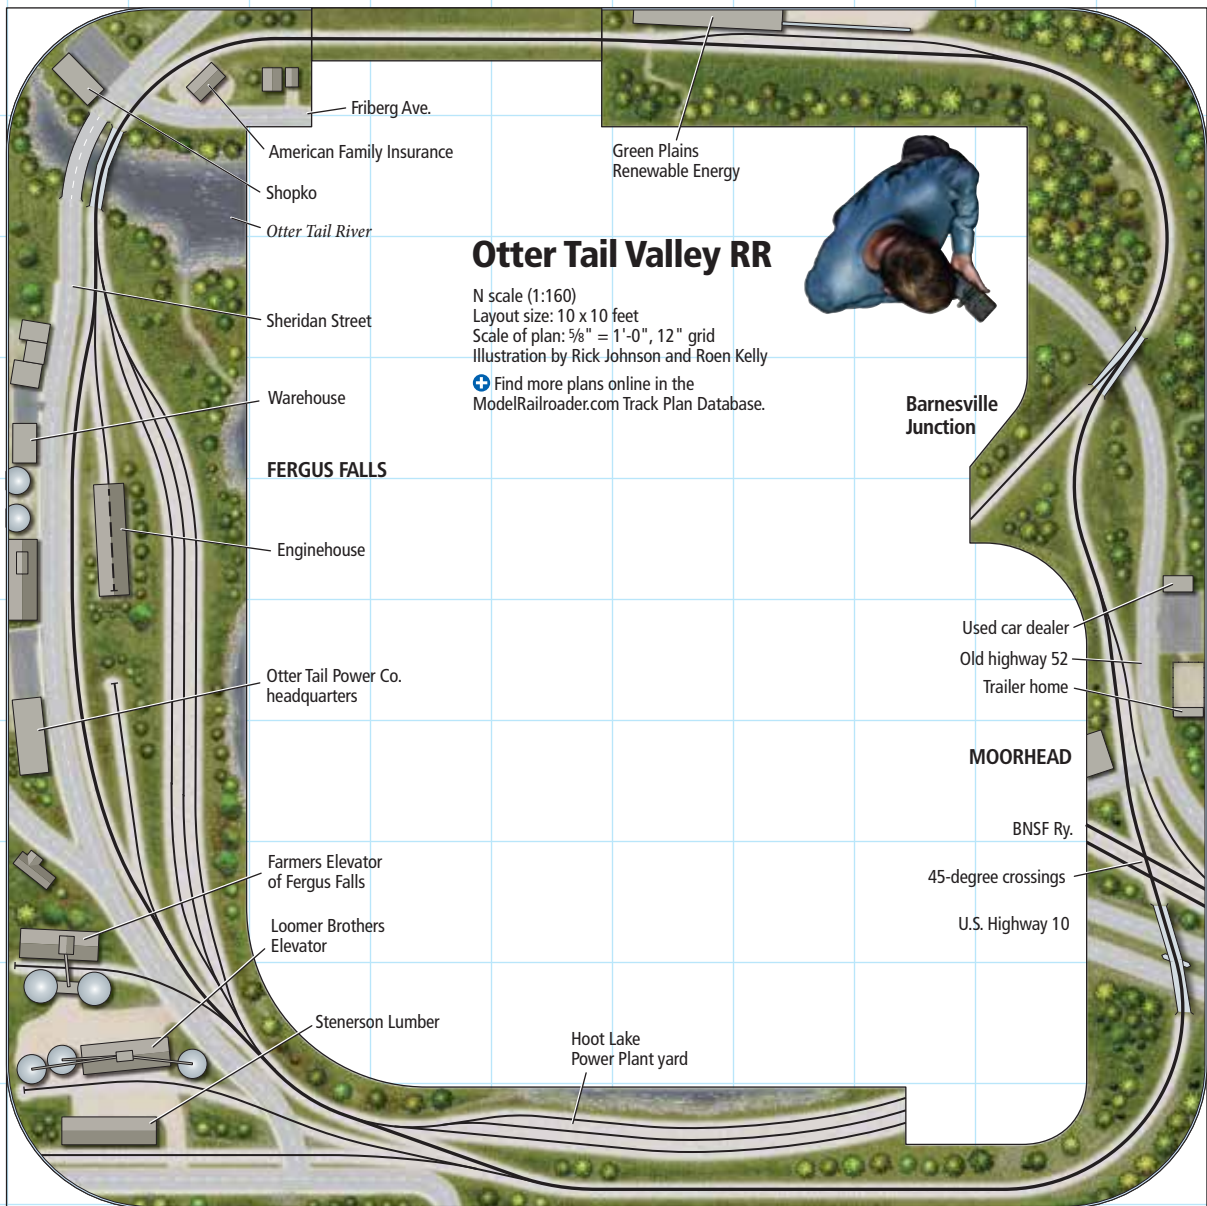 Friberg Ave.
American Family Insurance
Shopko
Otter Tail River
Green Plains
Renewable Energy
Otter Tail Valley RR
N scale (1:160)
Layout size: 10 x 10 feet
Scale of plan: ⅝" = 1'-0", 12" grid
Illustration by Rick Johnson and Roen Kelly
Find more plans online in the
ModelRailroader.com Track Plan Database.
Sheridan Street
Warehouse
Barnesville
Junction
FERGUS FALLS
Enginehouse
Used car dealer
Old highway 52
Trailer home
Otter Tail Power Co.
headquarters
MOORHEAD
BNSF Ry.
45-degree crossings
U.S. Highway 10
Farmers Elevator
of Fergus Falls
Loomer Brothers
Elevator
Stenerson Lumber
Hoot Lake
Power Plant yard